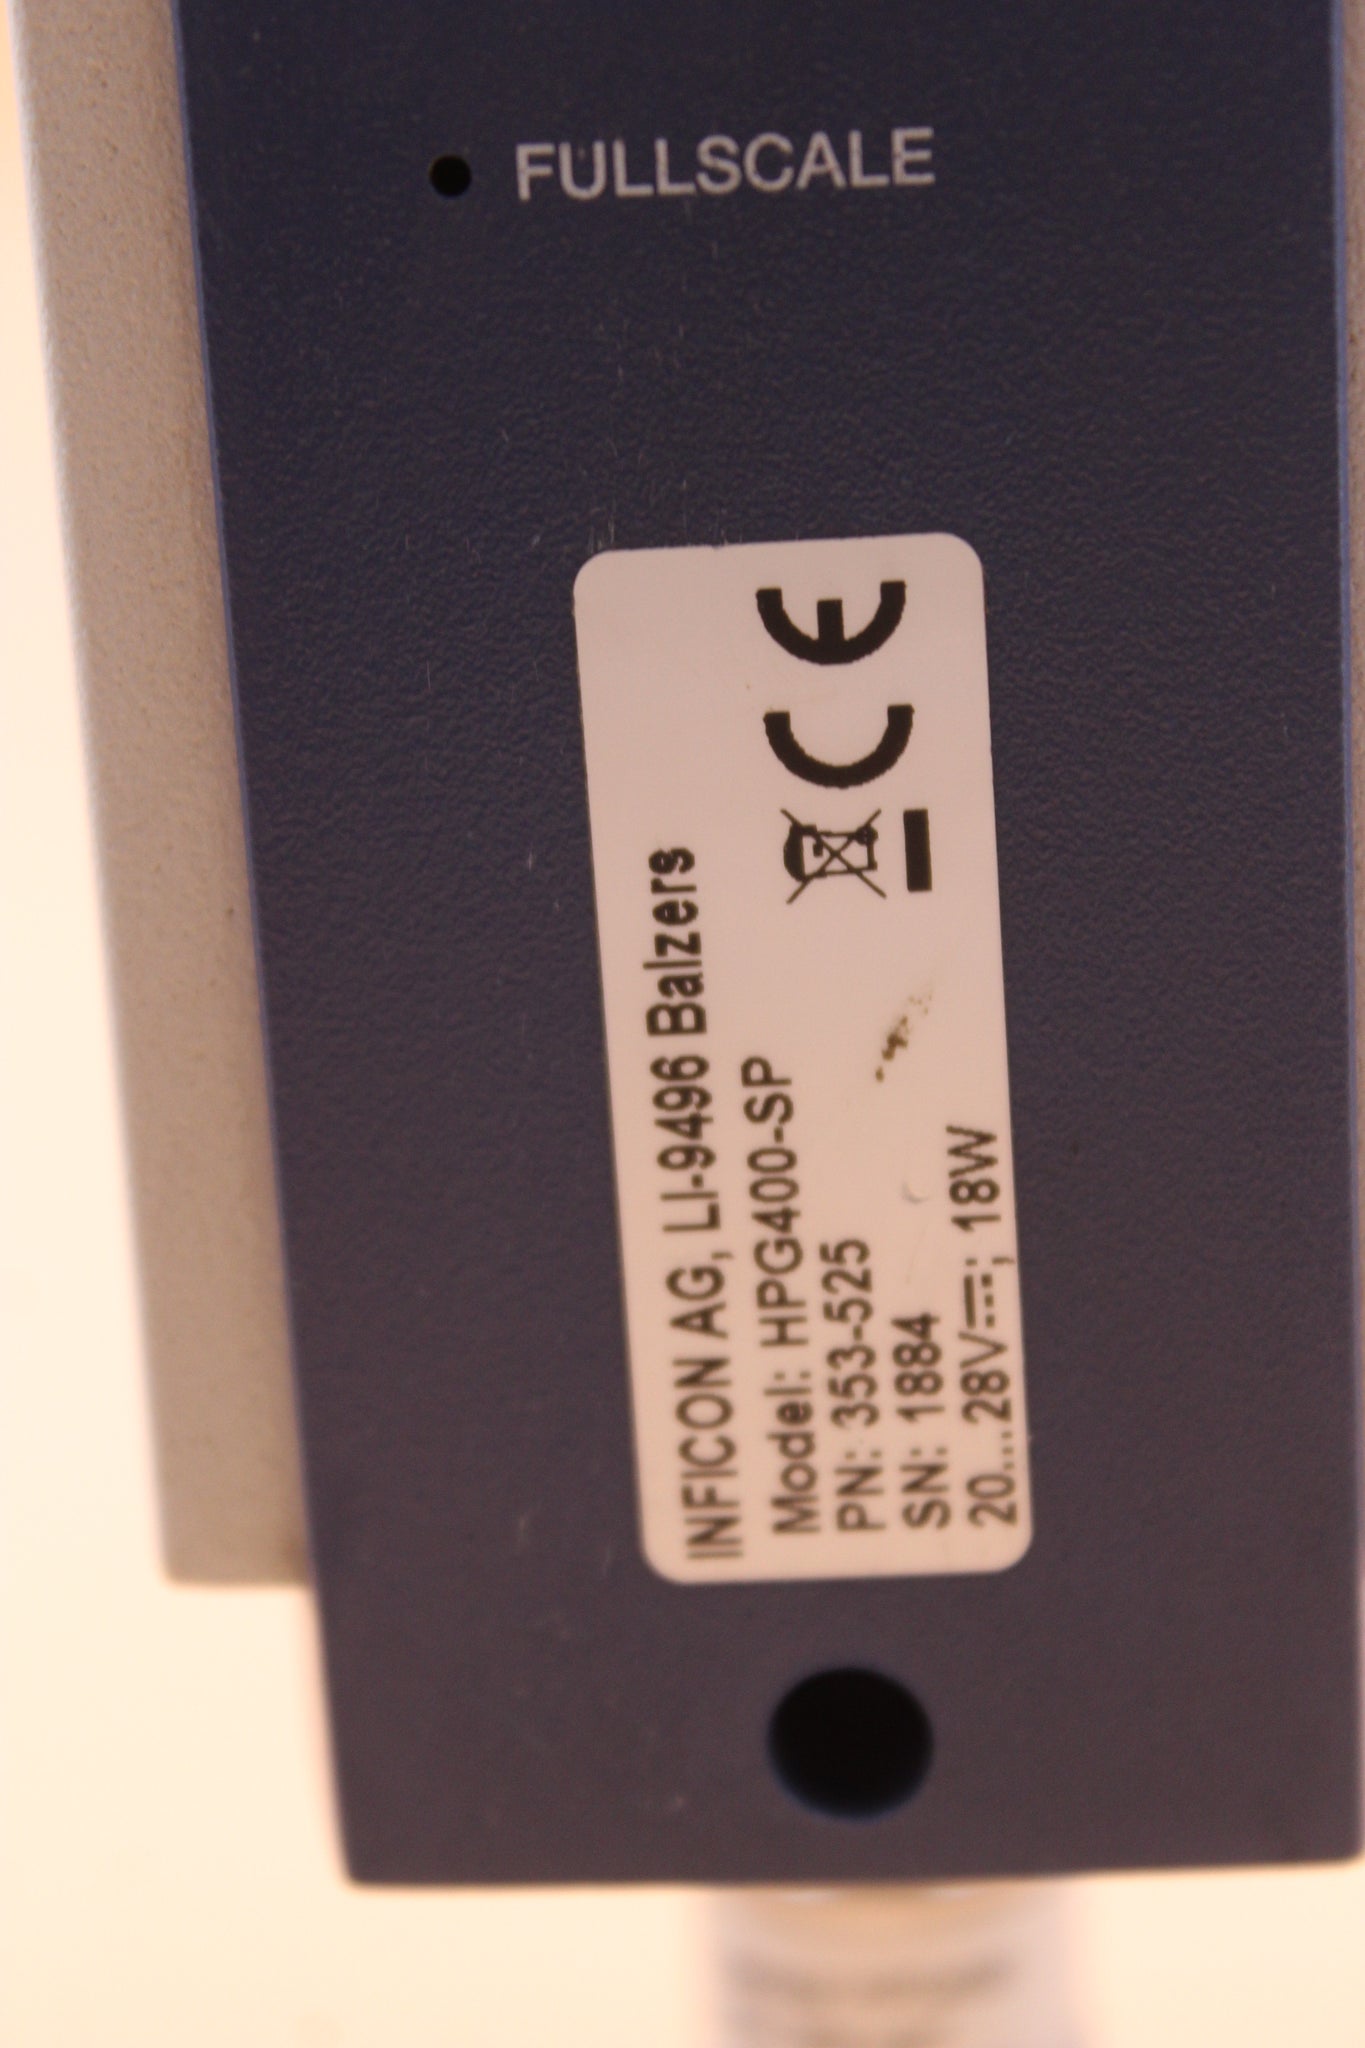 FULLSCALE
INFICON AG, LI-9496 Balzers
Model: HPG400-SP
PN: 353-525
SN: 1884
20....28V⎓; 18W
CE